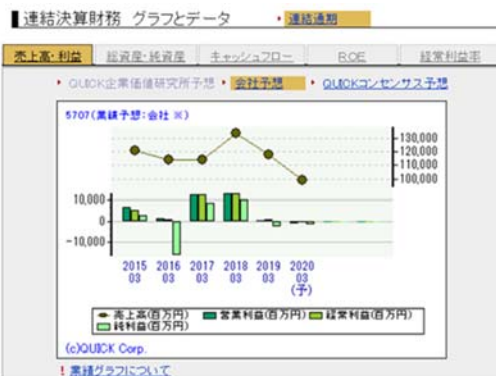 連結決算財務 グラフとデータ ・連結通期
売上高・利益 総資産・純資産 キャッシュフロー ROE 経常利益率
・QUICK企業価値研究所予想 ・会社予想 ・QUICKコンセンサス予想
5707(業績予想:会社 ※)
130,000
120,000
110,000
100,000
10,000
0
-10,000
2015 2016 2017 2018 2019 2020
03 03 03 03 03 03
(予)
売上高(百万円) 営業利益(百万円) 経常利益(百万円)
純利益(百万円)
(c)QUICK Corp.
! 業績グラフについて